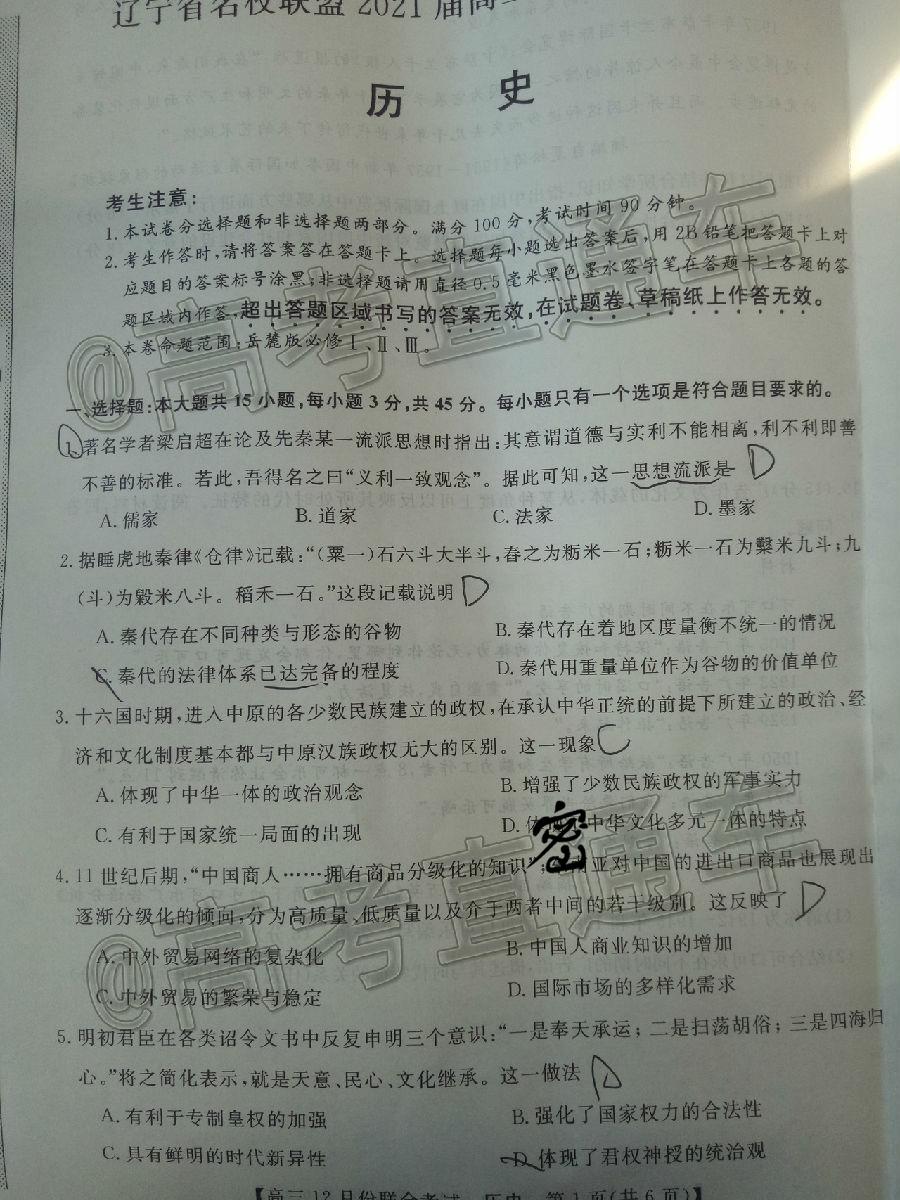 辽宁省名校联盟2021届高三
历 史
考生注意:
1.本试卷分选择题和非选择题两部分。满分100分,考试时间90分钟。
2.考生作答时,请将答案答在答题卡上。选择题每小题选出答案后,用2B铅笔把答题卡上对
应题目的答案标号涂黑;非选择题请用直径0.5毫米黑色墨水签字笔在答题卡上各题的答
题区域内作答,超出答题区域书写的答案无效,在试题卷、草稿纸上作答无效。
3.本卷命题范围:岳麓版必修Ⅰ、Ⅱ、Ⅲ。
一、选择题:本大题共15小题,每小题3分,共45分。每小题只有一个选项是符合题目要求的。
1.著名学者梁启超在论及先秦某一流派思想时指出:其意谓道德与实利不能相离,利不利即善
不善的标准。若此,吾得名之曰“义利一致观念”。据此可知,这一思想流派是 D
A.儒家 B.道家 C.法家 D.墨家
2.据睡虎地秦律《仓律》记载:“(粟一)石六斗大半斗,舂之为粝米一石;粝米一石为糳米九斗;九
(斗)为毇米八斗。稻禾一石。”这段记载说明 D
A.秦代存在不同种类与形态的谷物 B.秦代存在着地区度量衡不统一的情况
C.秦代的法律体系已达完备的程度 D.秦代用重量单位作为谷物的价值单位
3.十六国时期,进入中原的各少数民族建立的政权,在承认中华正统的前提下所建立的政治、经
济和文化制度基本都与中原汉族政权无大的区别。这一现象 C
A.体现了中华一体的政治观念 B.增强了少数民族政权的军事实力
C.有利于国家统一局面的出现 D.体现了中华文化多元一体的特点
密
4.11世纪后期,“中国商人……拥有商品分级化的知识”;亚对中国的进出口商品也展现出
逐渐分级化的倾向,分为高质量、低质量以及介于两者中间的若干级别。这反映了 D
A.中外贸易网络的复杂化 B.中国人商业知识的增加
C.中外贸易的繁荣与稳定 D.国际市场的多样化需求
5.明初君臣在各类诏令文书中反复申明三个意识:“一是奉天承运;二是扫荡胡俗;三是四海归
心。”将之简化表示,就是天意、民心、文化继承。这一做法 D
A.有利于专制皇权的加强 B.强化了国家权力的合法性
C.具有鲜明的时代新异性 D.体现了君权神授的统治观
【高三12月份联合考试·历史 第1页(共6页)】
@高考直通车
@高考直通车